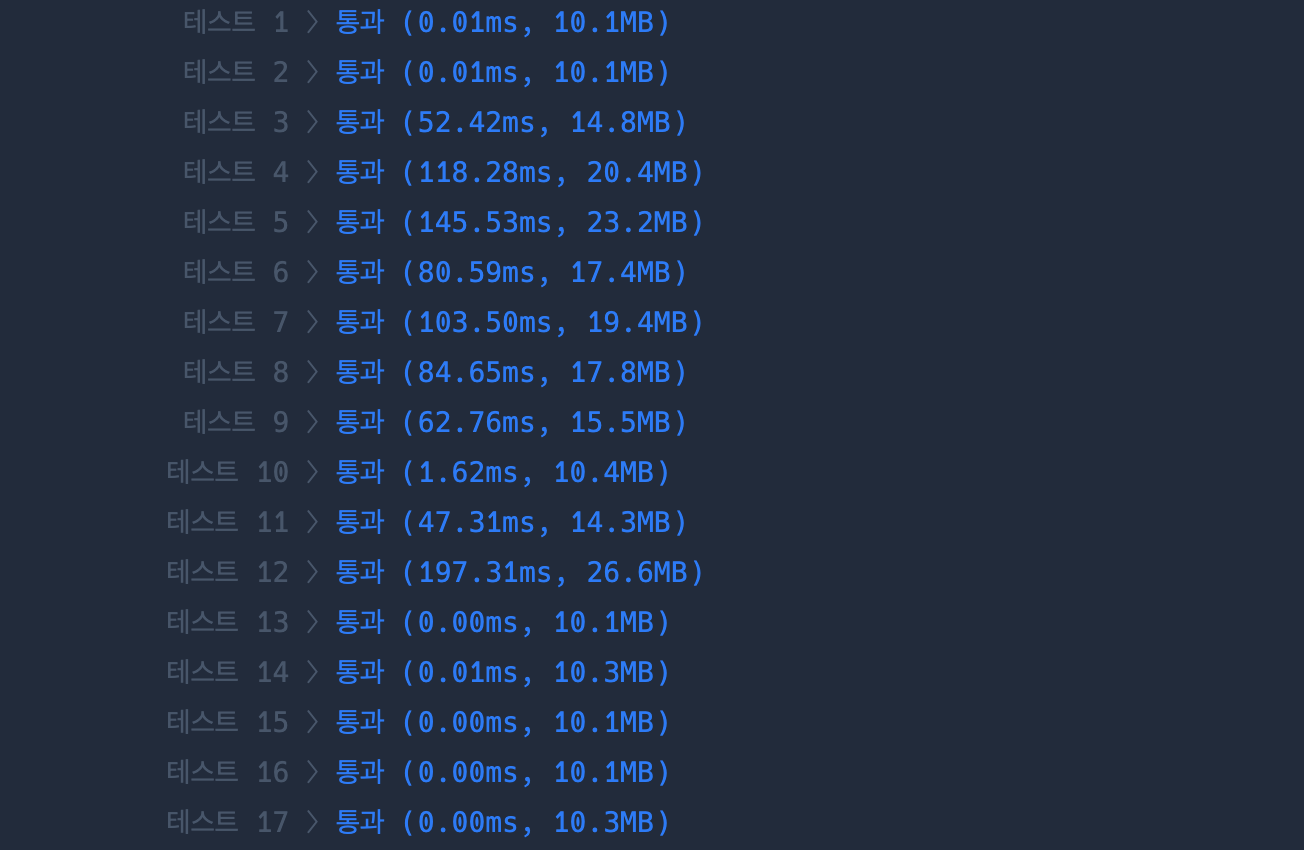 테스트 1 〉 통과 (0.01ms, 10.1MB)
테스트 2 〉 통과 (0.01ms, 10.1MB)
테스트 3 〉 통과 (52.42ms, 14.8MB)
테스트 4 〉 통과 (118.28ms, 20.4MB)
테스트 5 〉 통과 (145.53ms, 23.2MB)
테스트 6 〉 통과 (80.59ms, 17.4MB)
테스트 7 〉 통과 (103.50ms, 19.4MB)
테스트 8 〉 통과 (84.65ms, 17.8MB)
테스트 9 〉 통과 (62.76ms, 15.5MB)
테스트 10 〉 통과 (1.62ms, 10.4MB)
테스트 11 〉 통과 (47.31ms, 14.3MB)
테스트 12 〉 통과 (197.31ms, 26.6MB)
테스트 13 〉 통과 (0.00ms, 10.1MB)
테스트 14 〉 통과 (0.01ms, 10.3MB)
테스트 15 〉 통과 (0.00ms, 10.1MB)
테스트 16 〉 통과 (0.00ms, 10.1MB)
테스트 17 〉 통과 (0.00ms, 10.3MB)